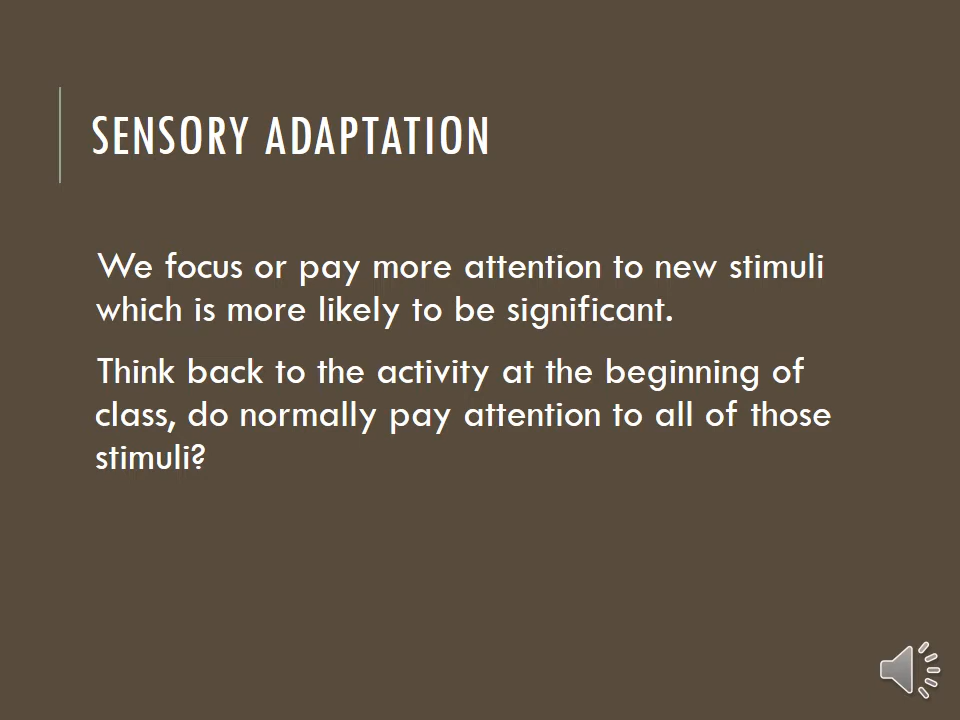 SENSORY ADAPTATION
We focus or pay more attention to new stimuli
which is more likely to be significant.
Think back to the activity at the beginning of
class, do normally pay attention to all of those
stimuli?